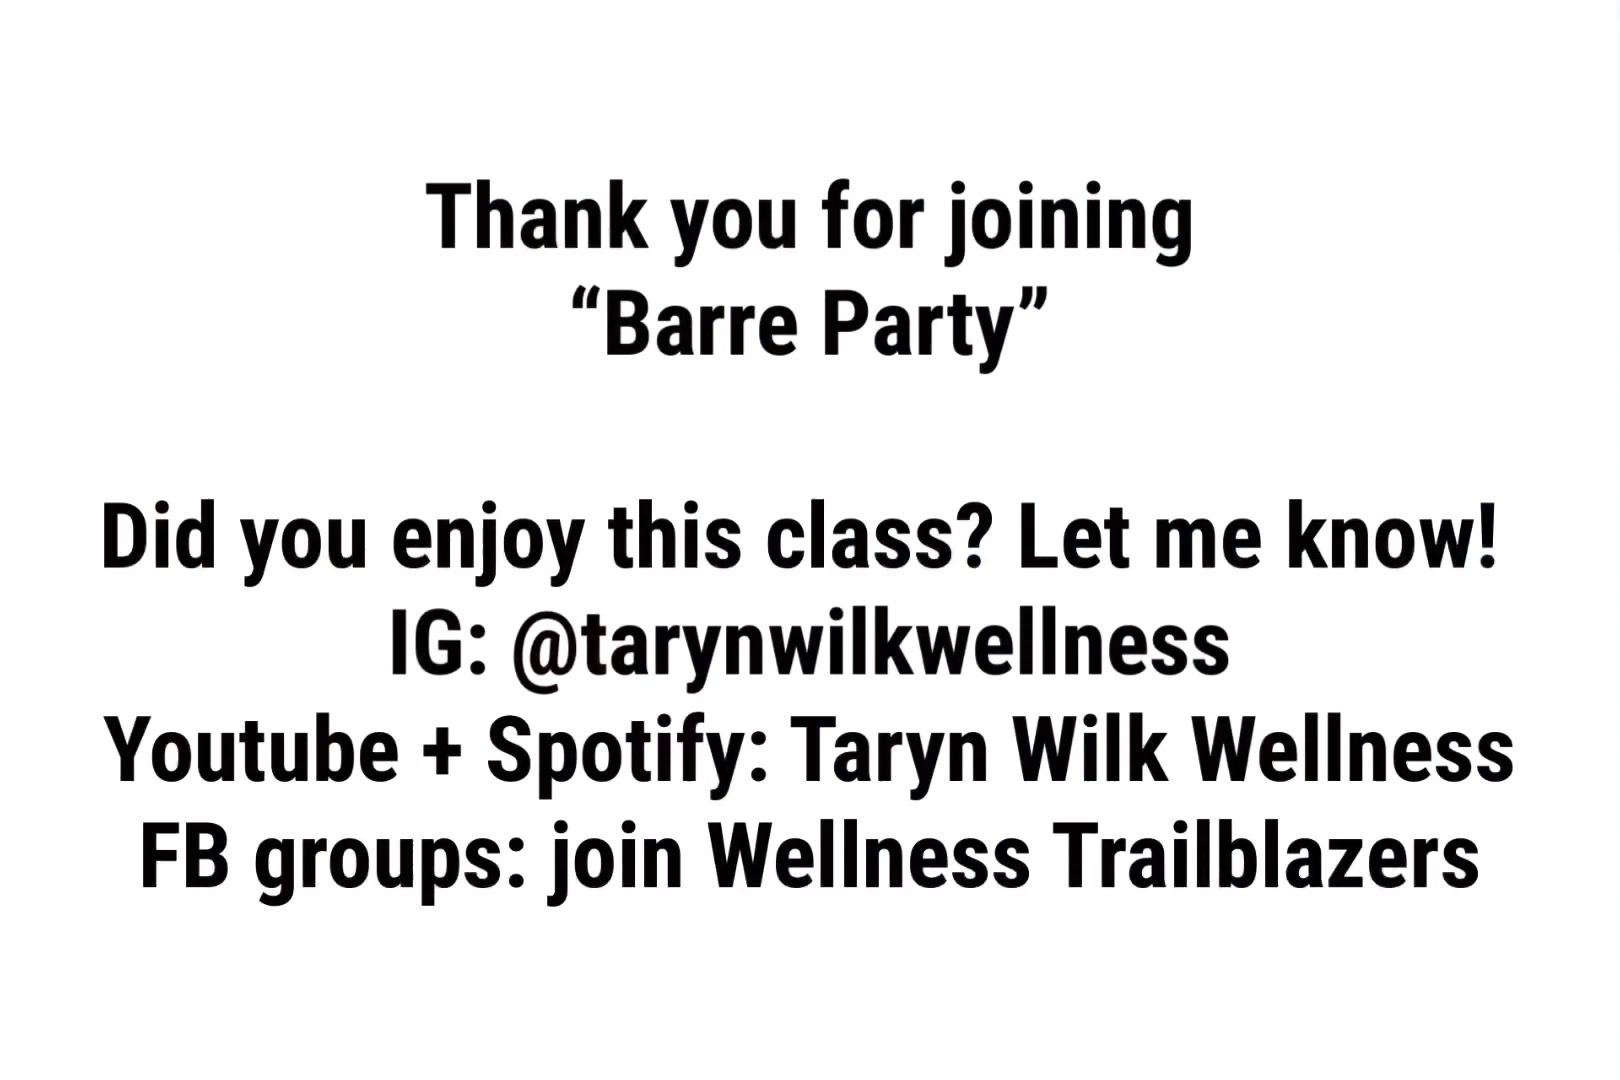 Thank you for joining
“Barre Party”
Did you enjoy this class? Let me know!
IG: @tarynwilkwellness
Youtube + Spotify: Taryn Wilk Wellness
FB groups: join Wellness Trailblazers